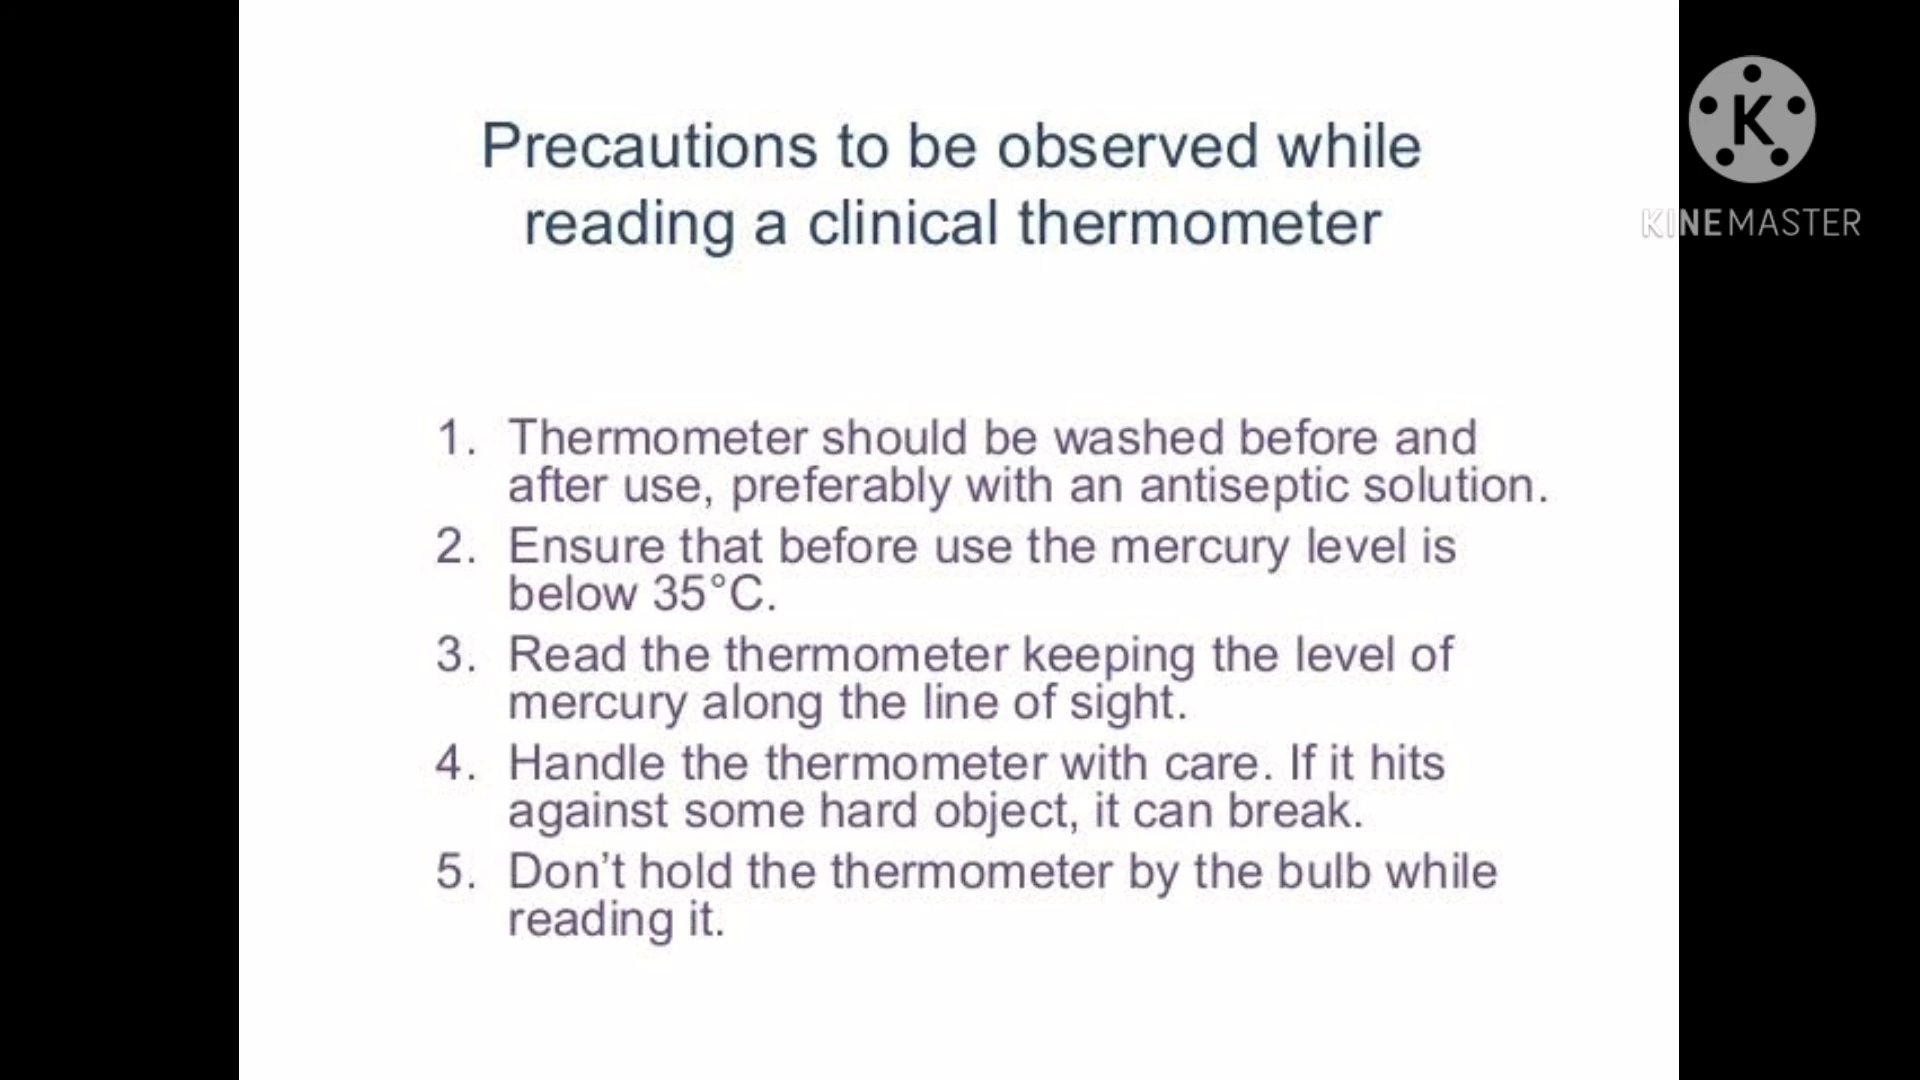 Precautions to be observed while
reading a clinical thermometer
K
KINEMASTER
1. Thermometer should be washed before and
after use, preferably with an antiseptic solution.
2. Ensure that before use the mercury level is
below 35°C.
3. Read the thermometer keeping the level of
mercury along the line of sight.
4. Handle the thermometer with care. If it hits
against some hard object, it can break.
5. Don’t hold the thermometer by the bulb while
reading it.